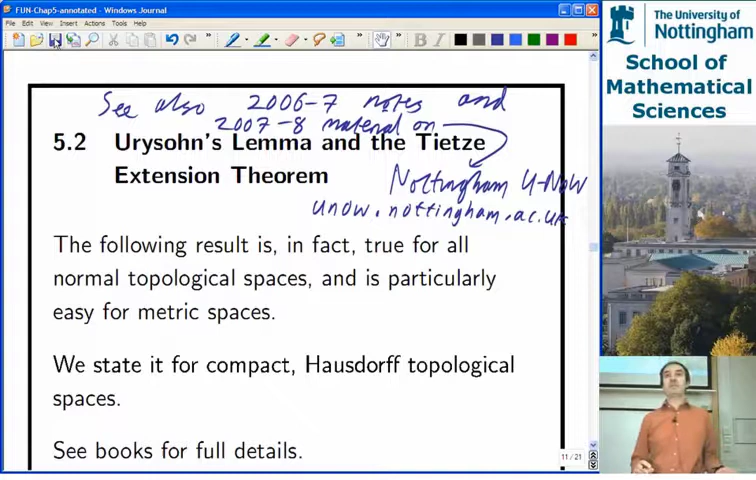 FUN-Chap5-annotated - Windows Journal
File Edit View Insert Actions Tools Help
See also 2006-7 notes and
2007-8 material on
5.2 Urysohn's Lemma and the Tietze
Extension Theorem
Nottingham U-NOW
unow.nottingham.ac.uk
The following result is, in fact, true for all
normal topological spaces, and is particularly
easy for metric spaces.
We state it for compact, Hausdorff topological
spaces.
See books for full details.
11 / 21
The University of
Nottingham
School of
Mathematical
Sciences